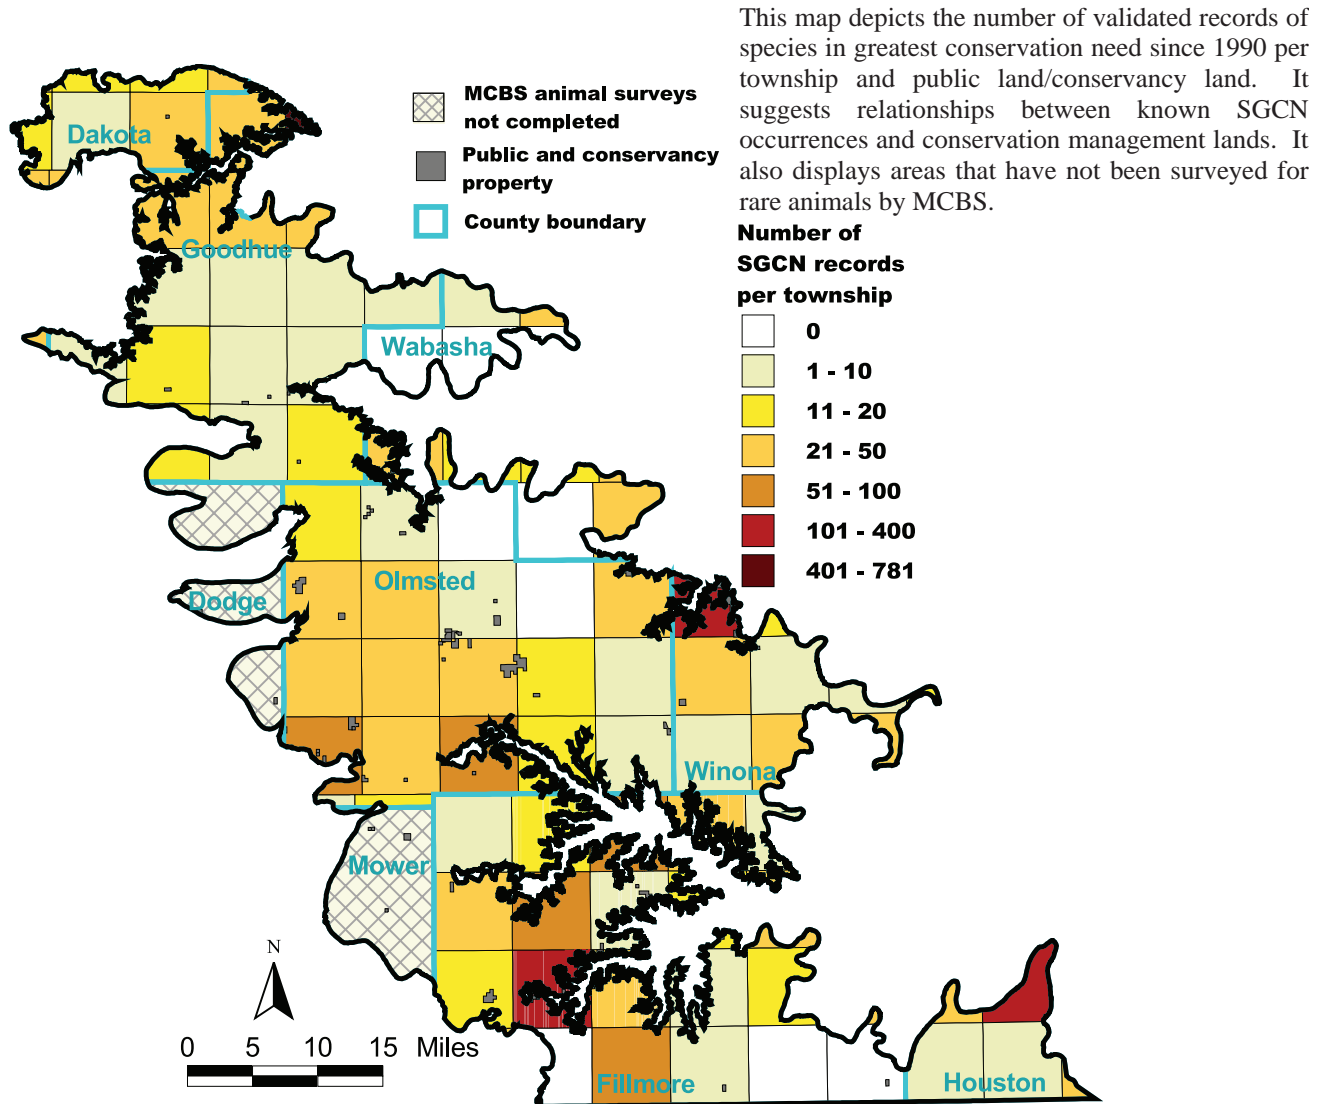 This map depicts the number of validated records of
species in greatest conservation need since 1990 per
township and public land/conservancy land. It
suggests relationships between known SGCN
occurrences and conservation management lands. It
also displays areas that have not been surveyed for
rare animals by MCBS.
MCBS animal surveys
not completed
Public and conservancy
property
County boundary
Number of
SGCN records
per township
0
1 - 10
11 - 20
21 - 50
51 - 100
101 - 400
401 - 781
Dakota
Goodhue
Wabasha
Olmsted
Dodge
Winona
Mower
Fillmore
Houston
N
0 5 10 15 Miles